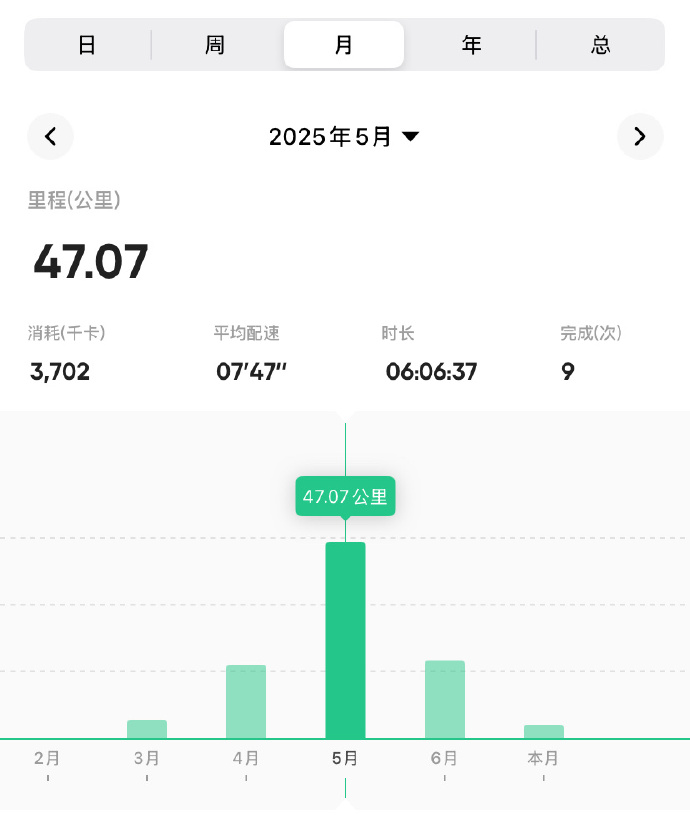 日 周 月 年 总
2025年5月
里程(公里)
47.07
消耗(千卡) 平均配速 时长 完成(次)
3,702 07'47" 06:06:37 9
47.07公里
2月 3月 4月 5月 6月 本月